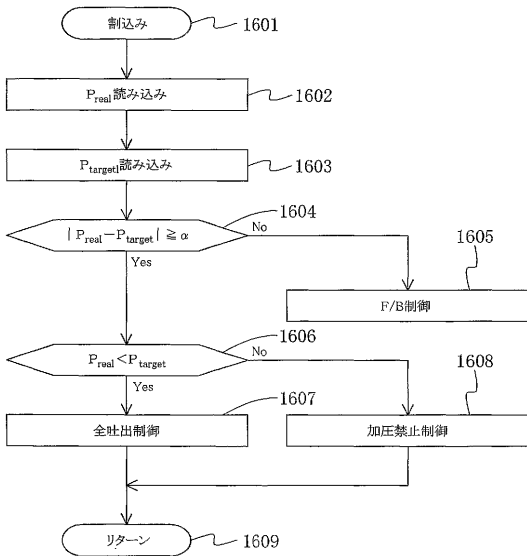 割込み
1601
Preal読み込み
1602
Ptargetl読み込み
1603
| Preal−Ptarget | ≧ α
1604
No
Yes
1605
F/B制御
1606
Preal<Ptarget
No
Yes
1607
1608
全吐出制御
加圧禁止制御
リターン
1609